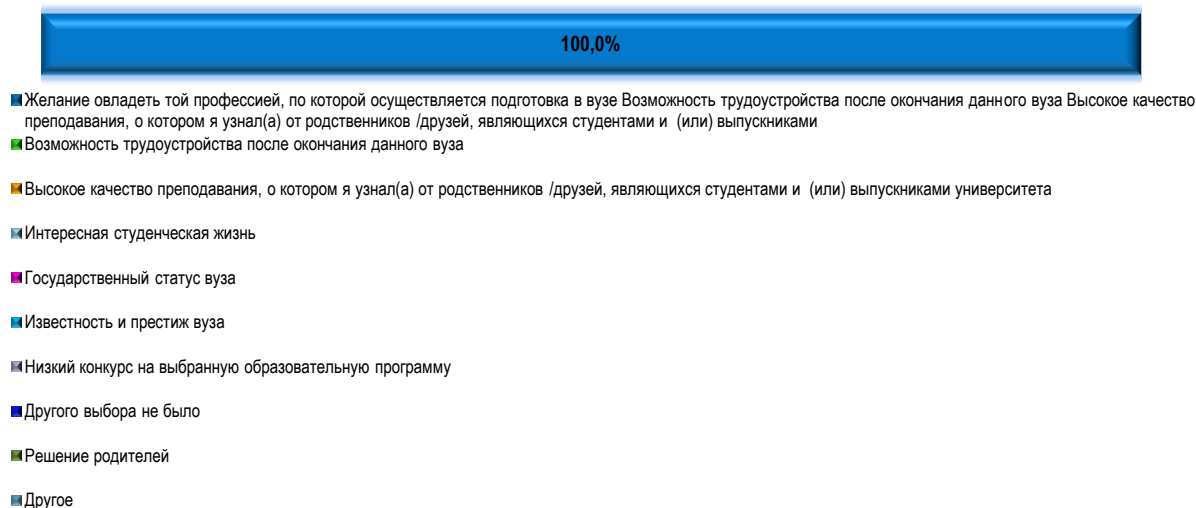 100,0%
Желание овладеть той профессией, по которой осуществляется подготовка в вузе Возможность трудоустройства после окончания данного вуза Высокое качество
преподавания, о котором я узнал(а) от родственников /друзей, являющихся студентами и (или) выпускниками
Возможность трудоустройства после окончания данного вуза
Высокое качество преподавания, о котором я узнал(а) от родственников /друзей, являющихся студентами и (или) выпускниками университета
Интересная студенческая жизнь
Государственный статус вуза
Известность и престиж вуза
Низкий конкурс на выбранную образовательную программу
Другого выбора не было
Решение родителей
Другое